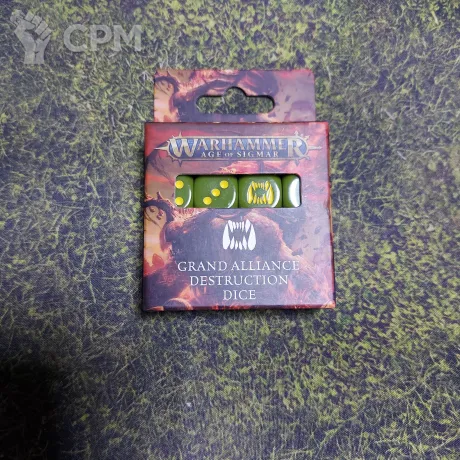 CPM
WARHAMMER
AGE OF SIGMAR
GRAND ALLIANCE
DESTRUCTION
DICE